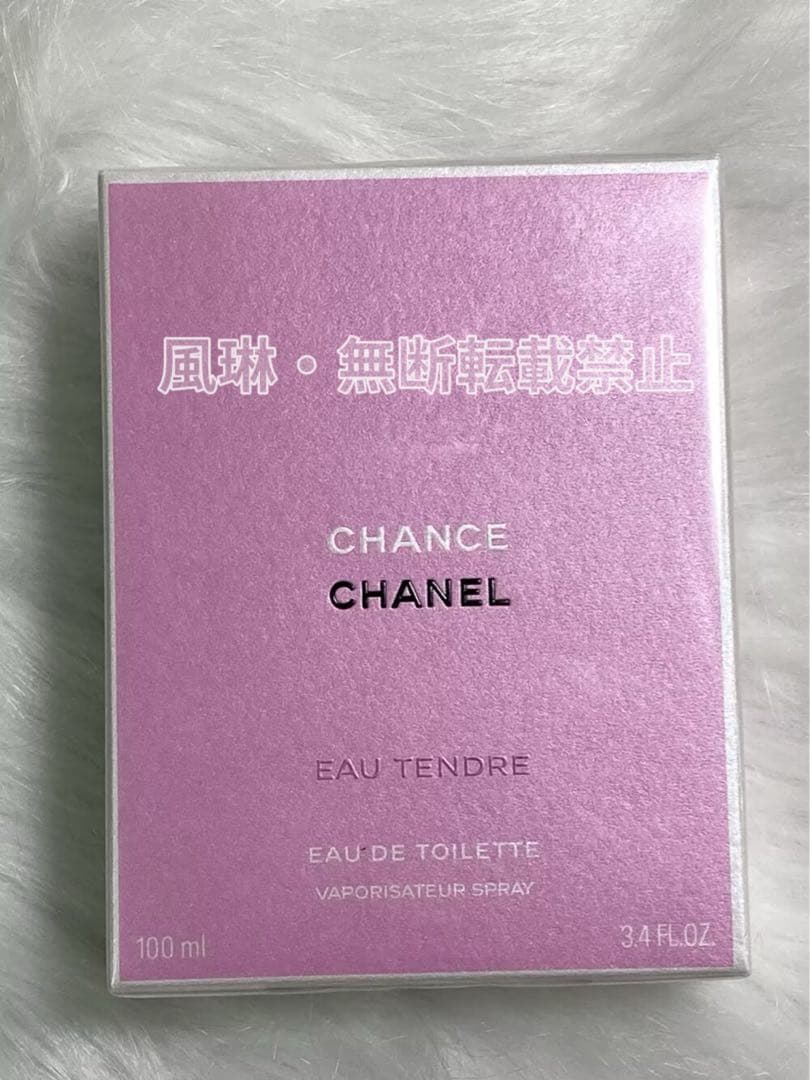 風琳・無断転載禁止
CHANCE
CHANEL
EAU TENDRE
EAU DE TOILETTE
VAPORISATEUR SPRAY
100 ml
3.4 FL.OZ.